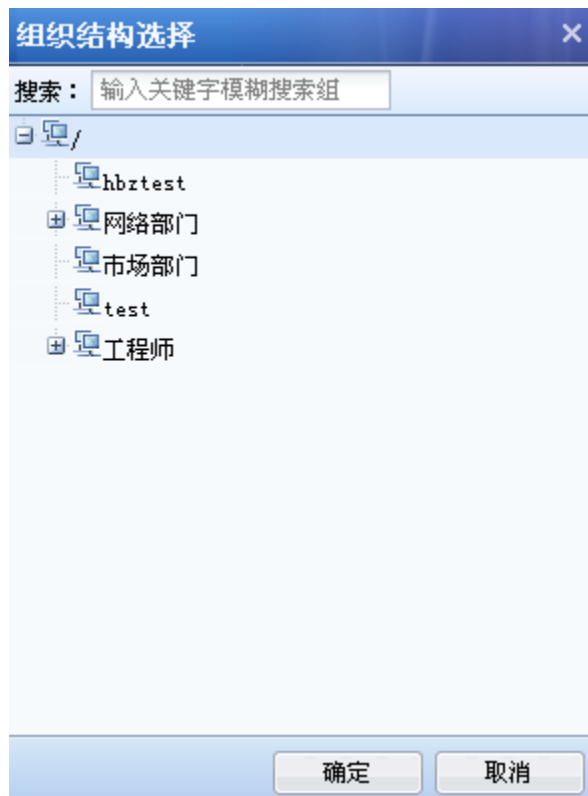 组织结构选择
搜索： 输入关键字模糊搜索组
/
hbztest
网络部门
市场部门
test
工程师
确定 取消